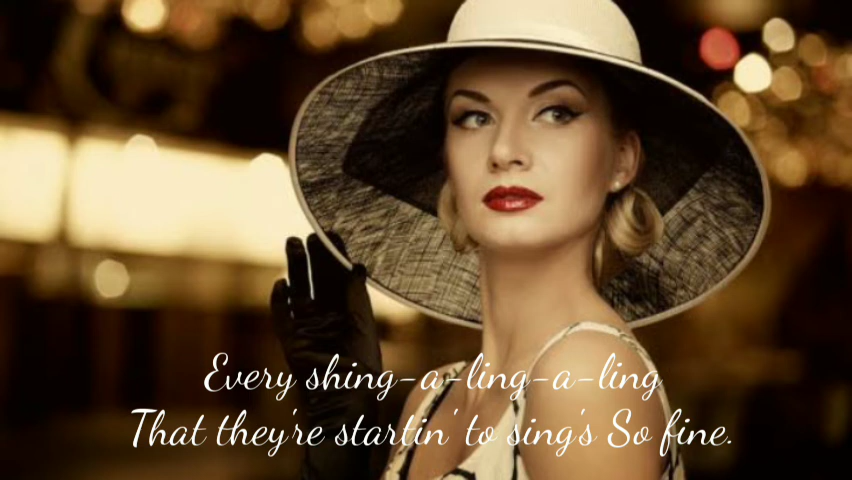 Every shing-a-ling-a-ling
That they're startin' to sing's So fine.